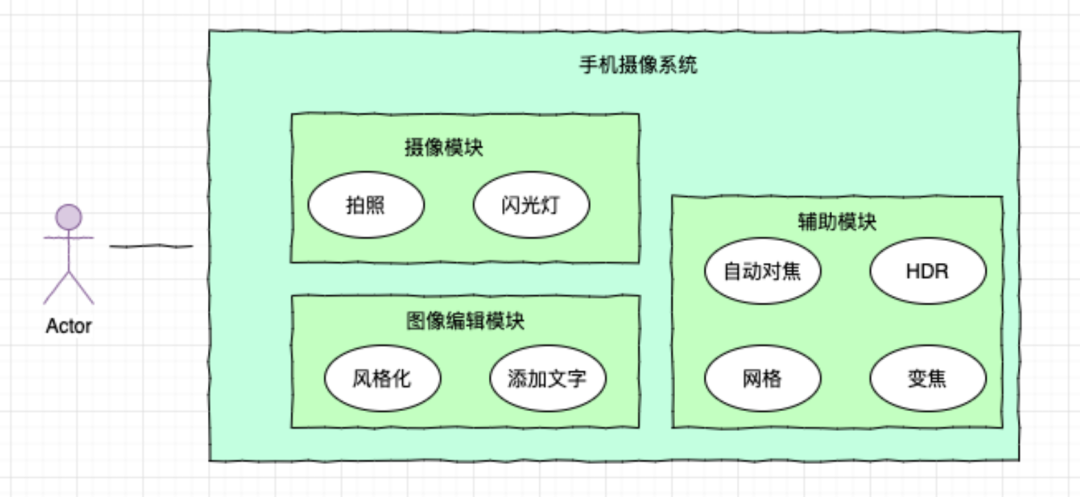 手机摄像系统
摄像模块
拍照
闪光灯
辅助模块
自动对焦
HDR
Actor
图像编辑模块
风格化
添加文字
网格
变焦